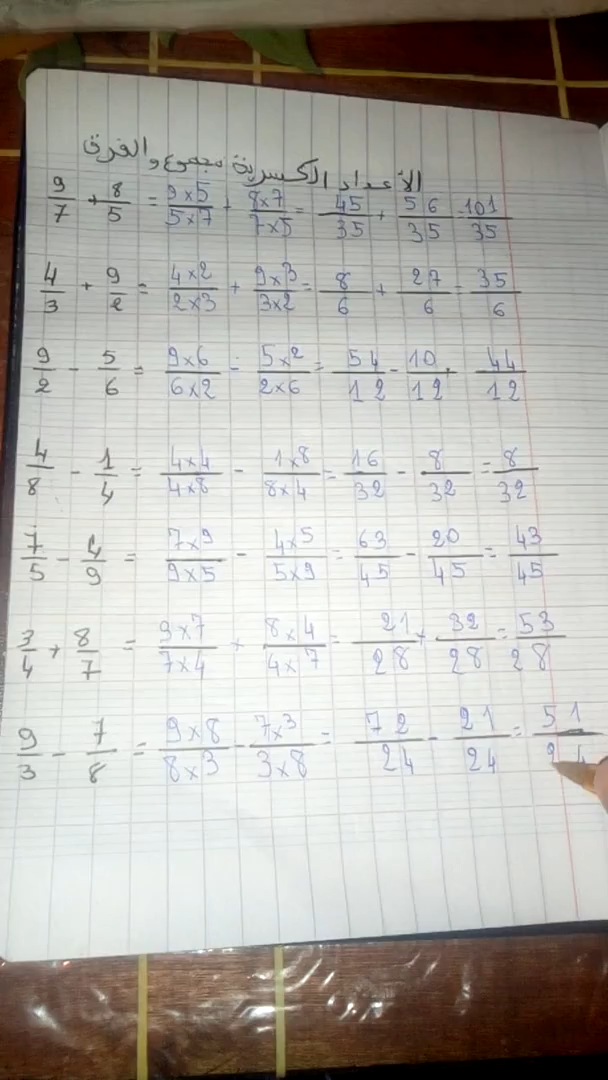 الأعداد الكسرية مجموع والفرق
9/7 + 8/5 = 9×5/5×7 + 8×7/7×5 = 45/35 + 56/35 = 101/35
4/3 + 9/2 = 4×2/2×3 + 9×3/3×2 = 8/6 + 27/6 = 35/6
9/2 - 5/6 = 9×6/6×2 - 5×2/2×6 = 54/12 - 10/12 - 44/12
4/8 - 1/4 = 4×4/4×8 - 1×8/8×4 = 16/32 - 8/32 = 8/32
7/5 - 4/9 = 7×9/9×5 - 4×5/5×9 = 63/45 - 20/45 = 43/45
3/4 + 8/7 = 9×7/7×4 + 8×4/4×7 = 21/28 + 32/28 = 53/28
9/3 - 7/8 = 9×8/8×3 - 7×3/3×8 = 72/24 - 21/24 = 51/24